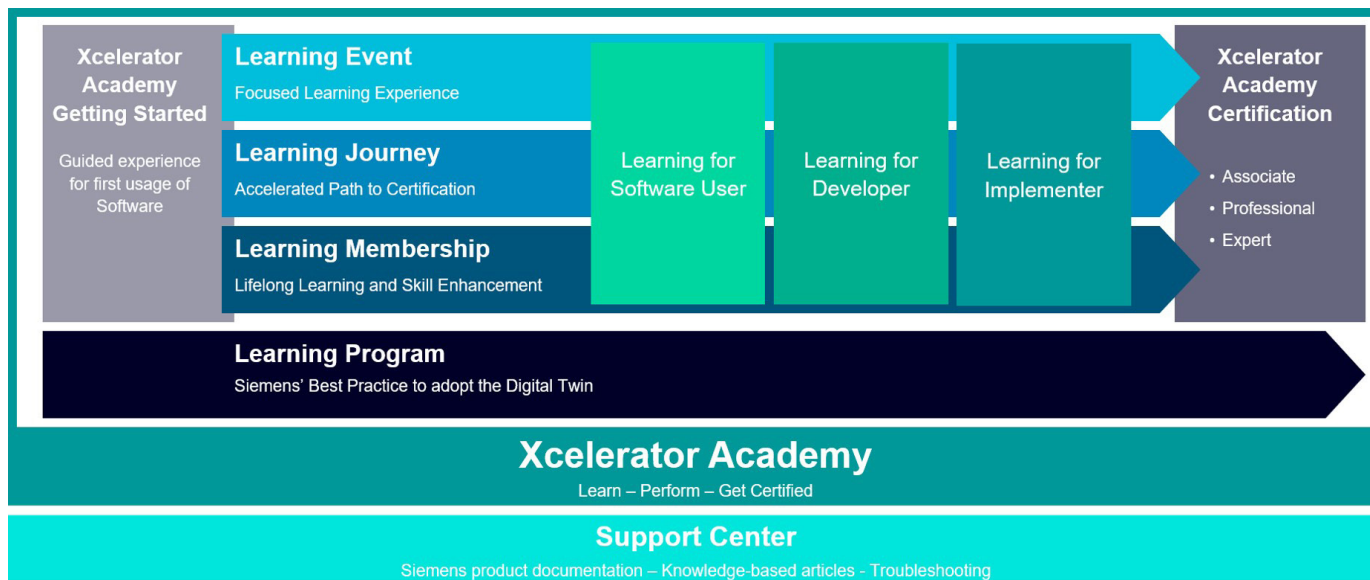 Xcelerator
Academy
Getting Started
Guided experience
for first usage of
Software
Learning Event
Focused Learning Experience
Learning Journey
Accelerated Path to Certification
Learning Membership
Lifelong Learning and Skill Enhancement
Learning for
Software User
Learning for
Developer
Learning for
Implementer
Xcelerator
Academy
Certification
• Associate
• Professional
• Expert
Learning Program
Siemens’ Best Practice to adopt the Digital Twin
Xcelerator Academy
Learn – Perform – Get Certified
Support Center
Siemens product documentation – Knowledge-based articles - Troubleshooting